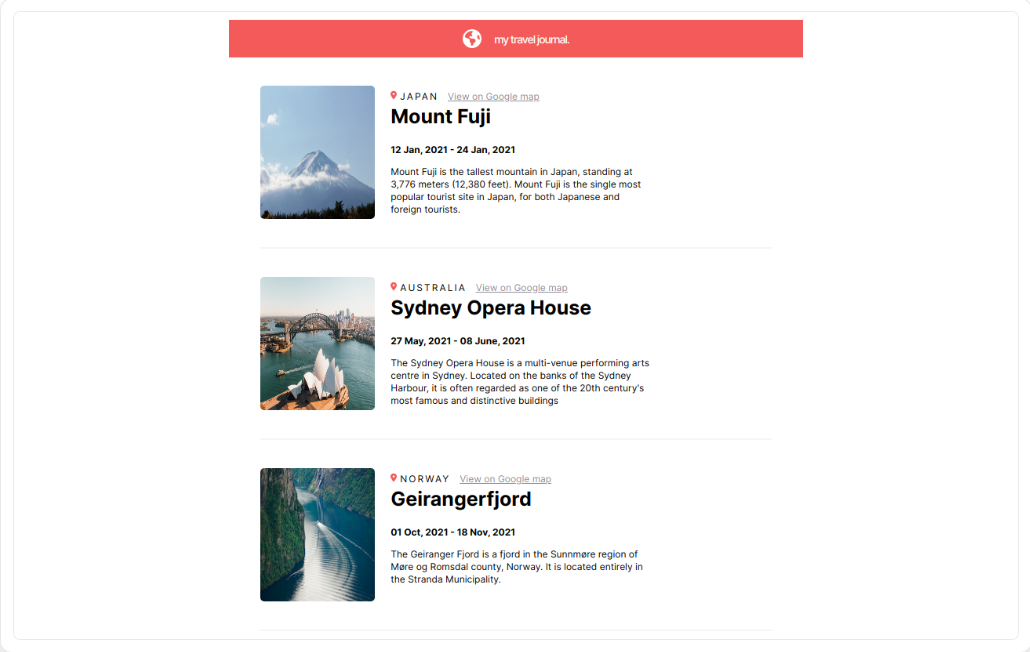 my travel journal.
JAPAN View on Google map
Mount Fuji
12 Jan, 2021 - 24 Jan, 2021
Mount Fuji is the tallest mountain in Japan, standing at
3,776 meters (12,380 feet). Mount Fuji is the single most
popular tourist site in Japan, for both Japanese and
foreign tourists.
AUSTRALIA View on Google map
Sydney Opera House
27 May, 2021 - 08 June, 2021
The Sydney Opera House is a multi-venue performing arts
centre in Sydney. Located on the banks of the Sydney
Harbour, it is often regarded as one of the 20th century's
most famous and distinctive buildings
NORWAY View on Google map
Geirangerfjord
01 Oct, 2021 - 18 Nov, 2021
The Geiranger Fjord is a fjord in the Sunnmøre region of
Møre og Romsdal county, Norway. It is located entirely in
the Stranda Municipality.